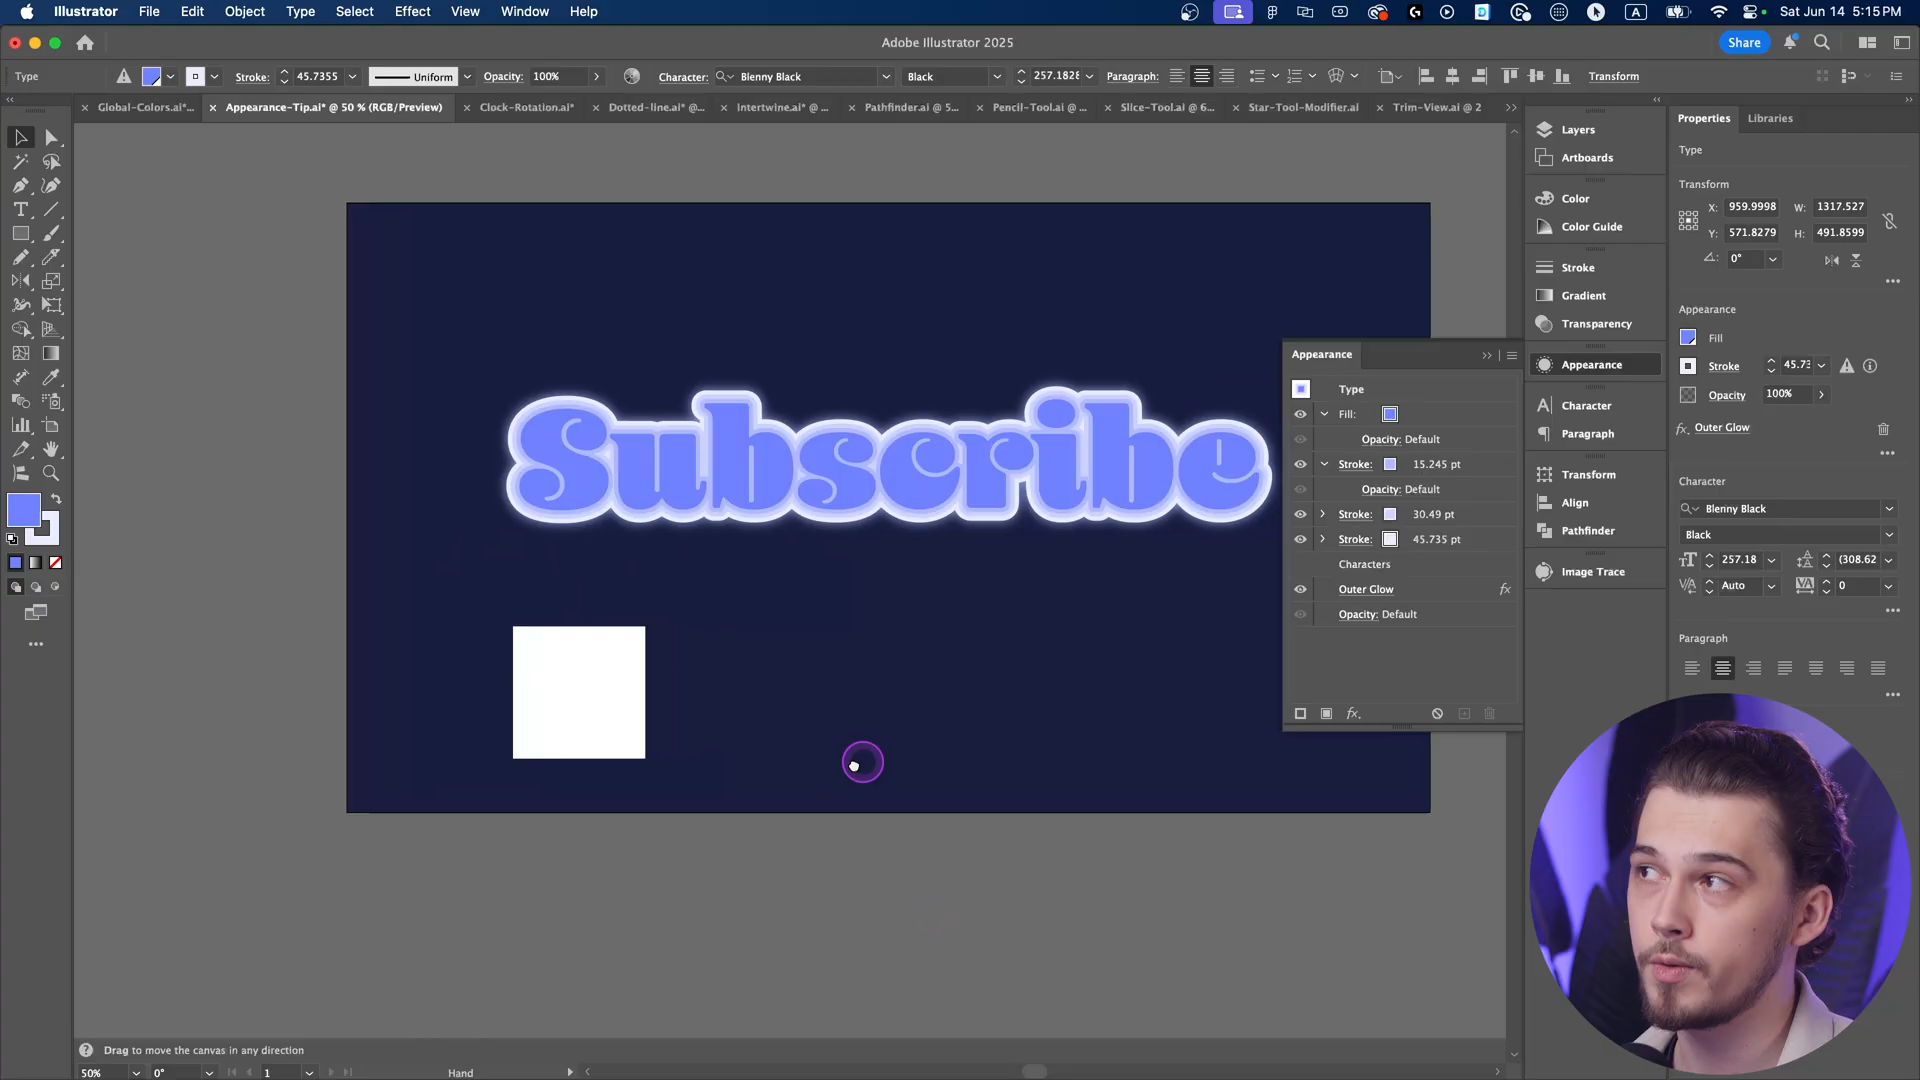 Illustrator File Edit Object Type Select Effect View Window Help
A Sat Jun 14 5:15 PM
Adobe Illustrator 2025
Share
Type Stroke: 45.7355 Uniform Opacity: 100% Character: Blenny Black Black 257.1828 Paragraph: Transform
Global-Colors.ai*... Appearance-Tip.ai* @ 50 % (RGB/Preview) Clock-Rotation.ai* Dotted-line.ai* @... Intertwine.ai* @ ... Pathfinder.ai @ 5... Pencil-Tool.ai @ ... Slice-Tool.ai @ 6... Star-Tool-Modifier.ai Trim-View.ai @ 2
Layers
Artboards
Color
Color Guide
Stroke
Gradient
Transparency
Appearance
Character
Paragraph
Transform
Align
Pathfinder
Image Trace
Properties Libraries
Type
Transform
X: 959.9998 W: 1317.527
Y: 571.8279 H: 491.8599
0°
Appearance
Fill
Stroke 45.73
Opacity 100%
fx. Outer Glow
Character
Blenny Black
Black
257.18 (308.62
Auto 0
Paragraph
Subscribe
Appearance
Type
Fill:
Opacity: Default
Stroke: 15.245 pt
Opacity: Default
Stroke: 30.49 pt
Stroke: 45.735 pt
Characters
Outer Glow fx
Opacity: Default
fx.
Drag to move the canvas in any direction
50% 0° 1 Hand